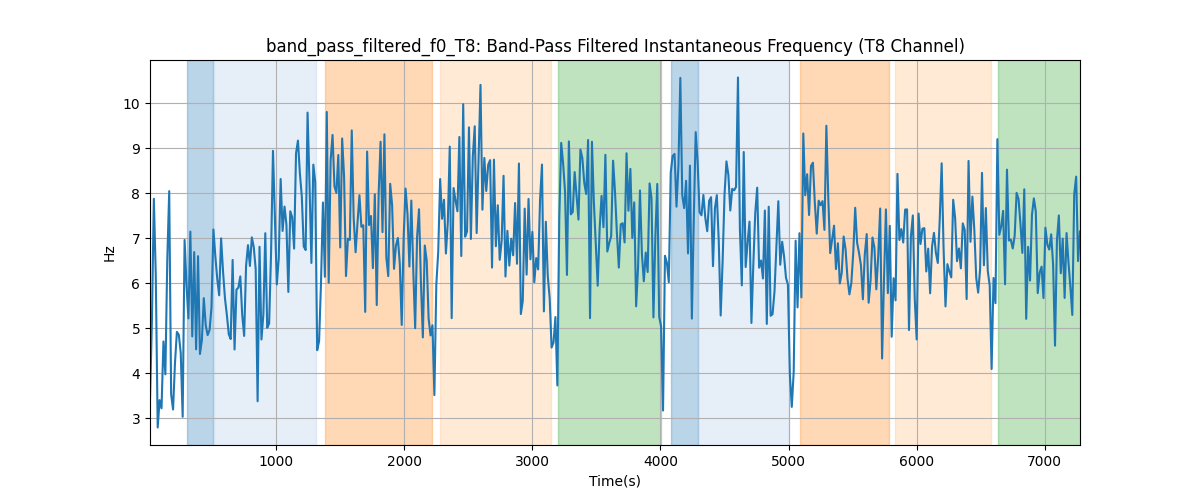 band_pass_filtered_f0_T8: Band-Pass Filtered Instantaneous Frequency (T8 Channel)
10
9
8
7
6
5
4
3
Hz
1000 2000 3000 4000 5000 6000 7000
Time(s)